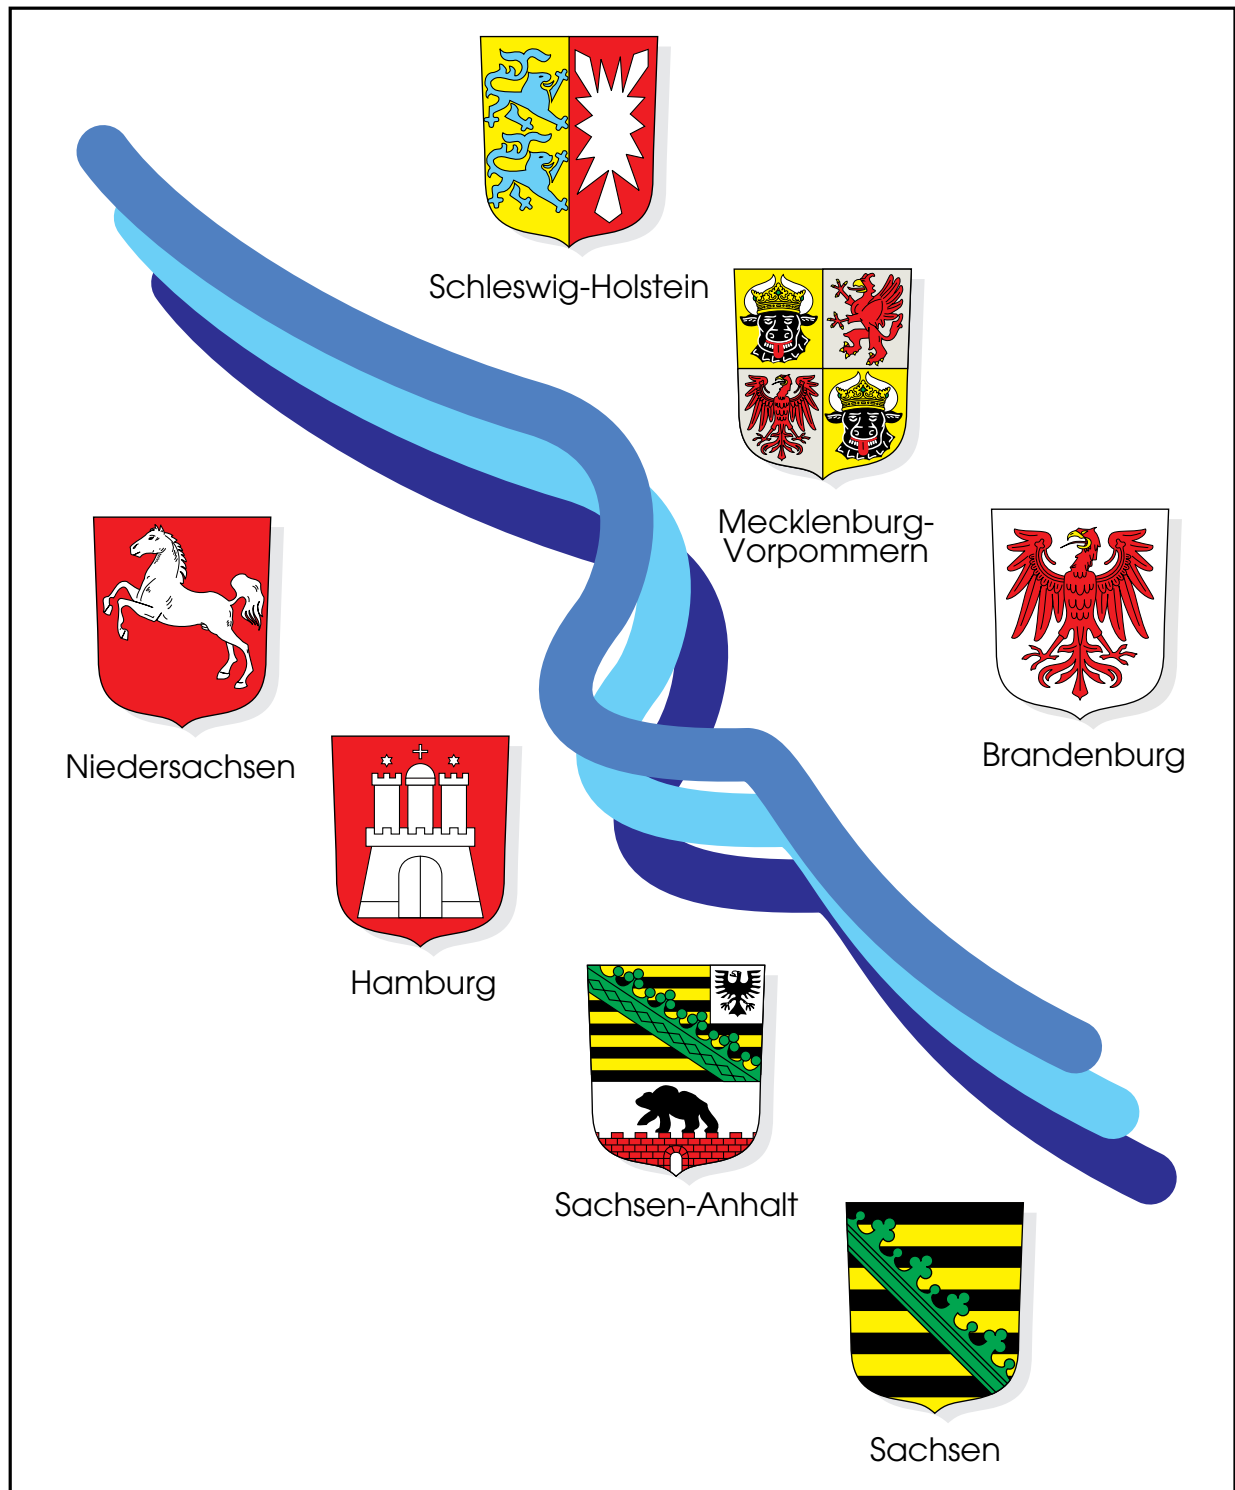 Schleswig-Holstein
Mecklenburg-
Vorpommern
Niedersachsen
Brandenburg
Hamburg
Sachsen-Anhalt
Sachsen